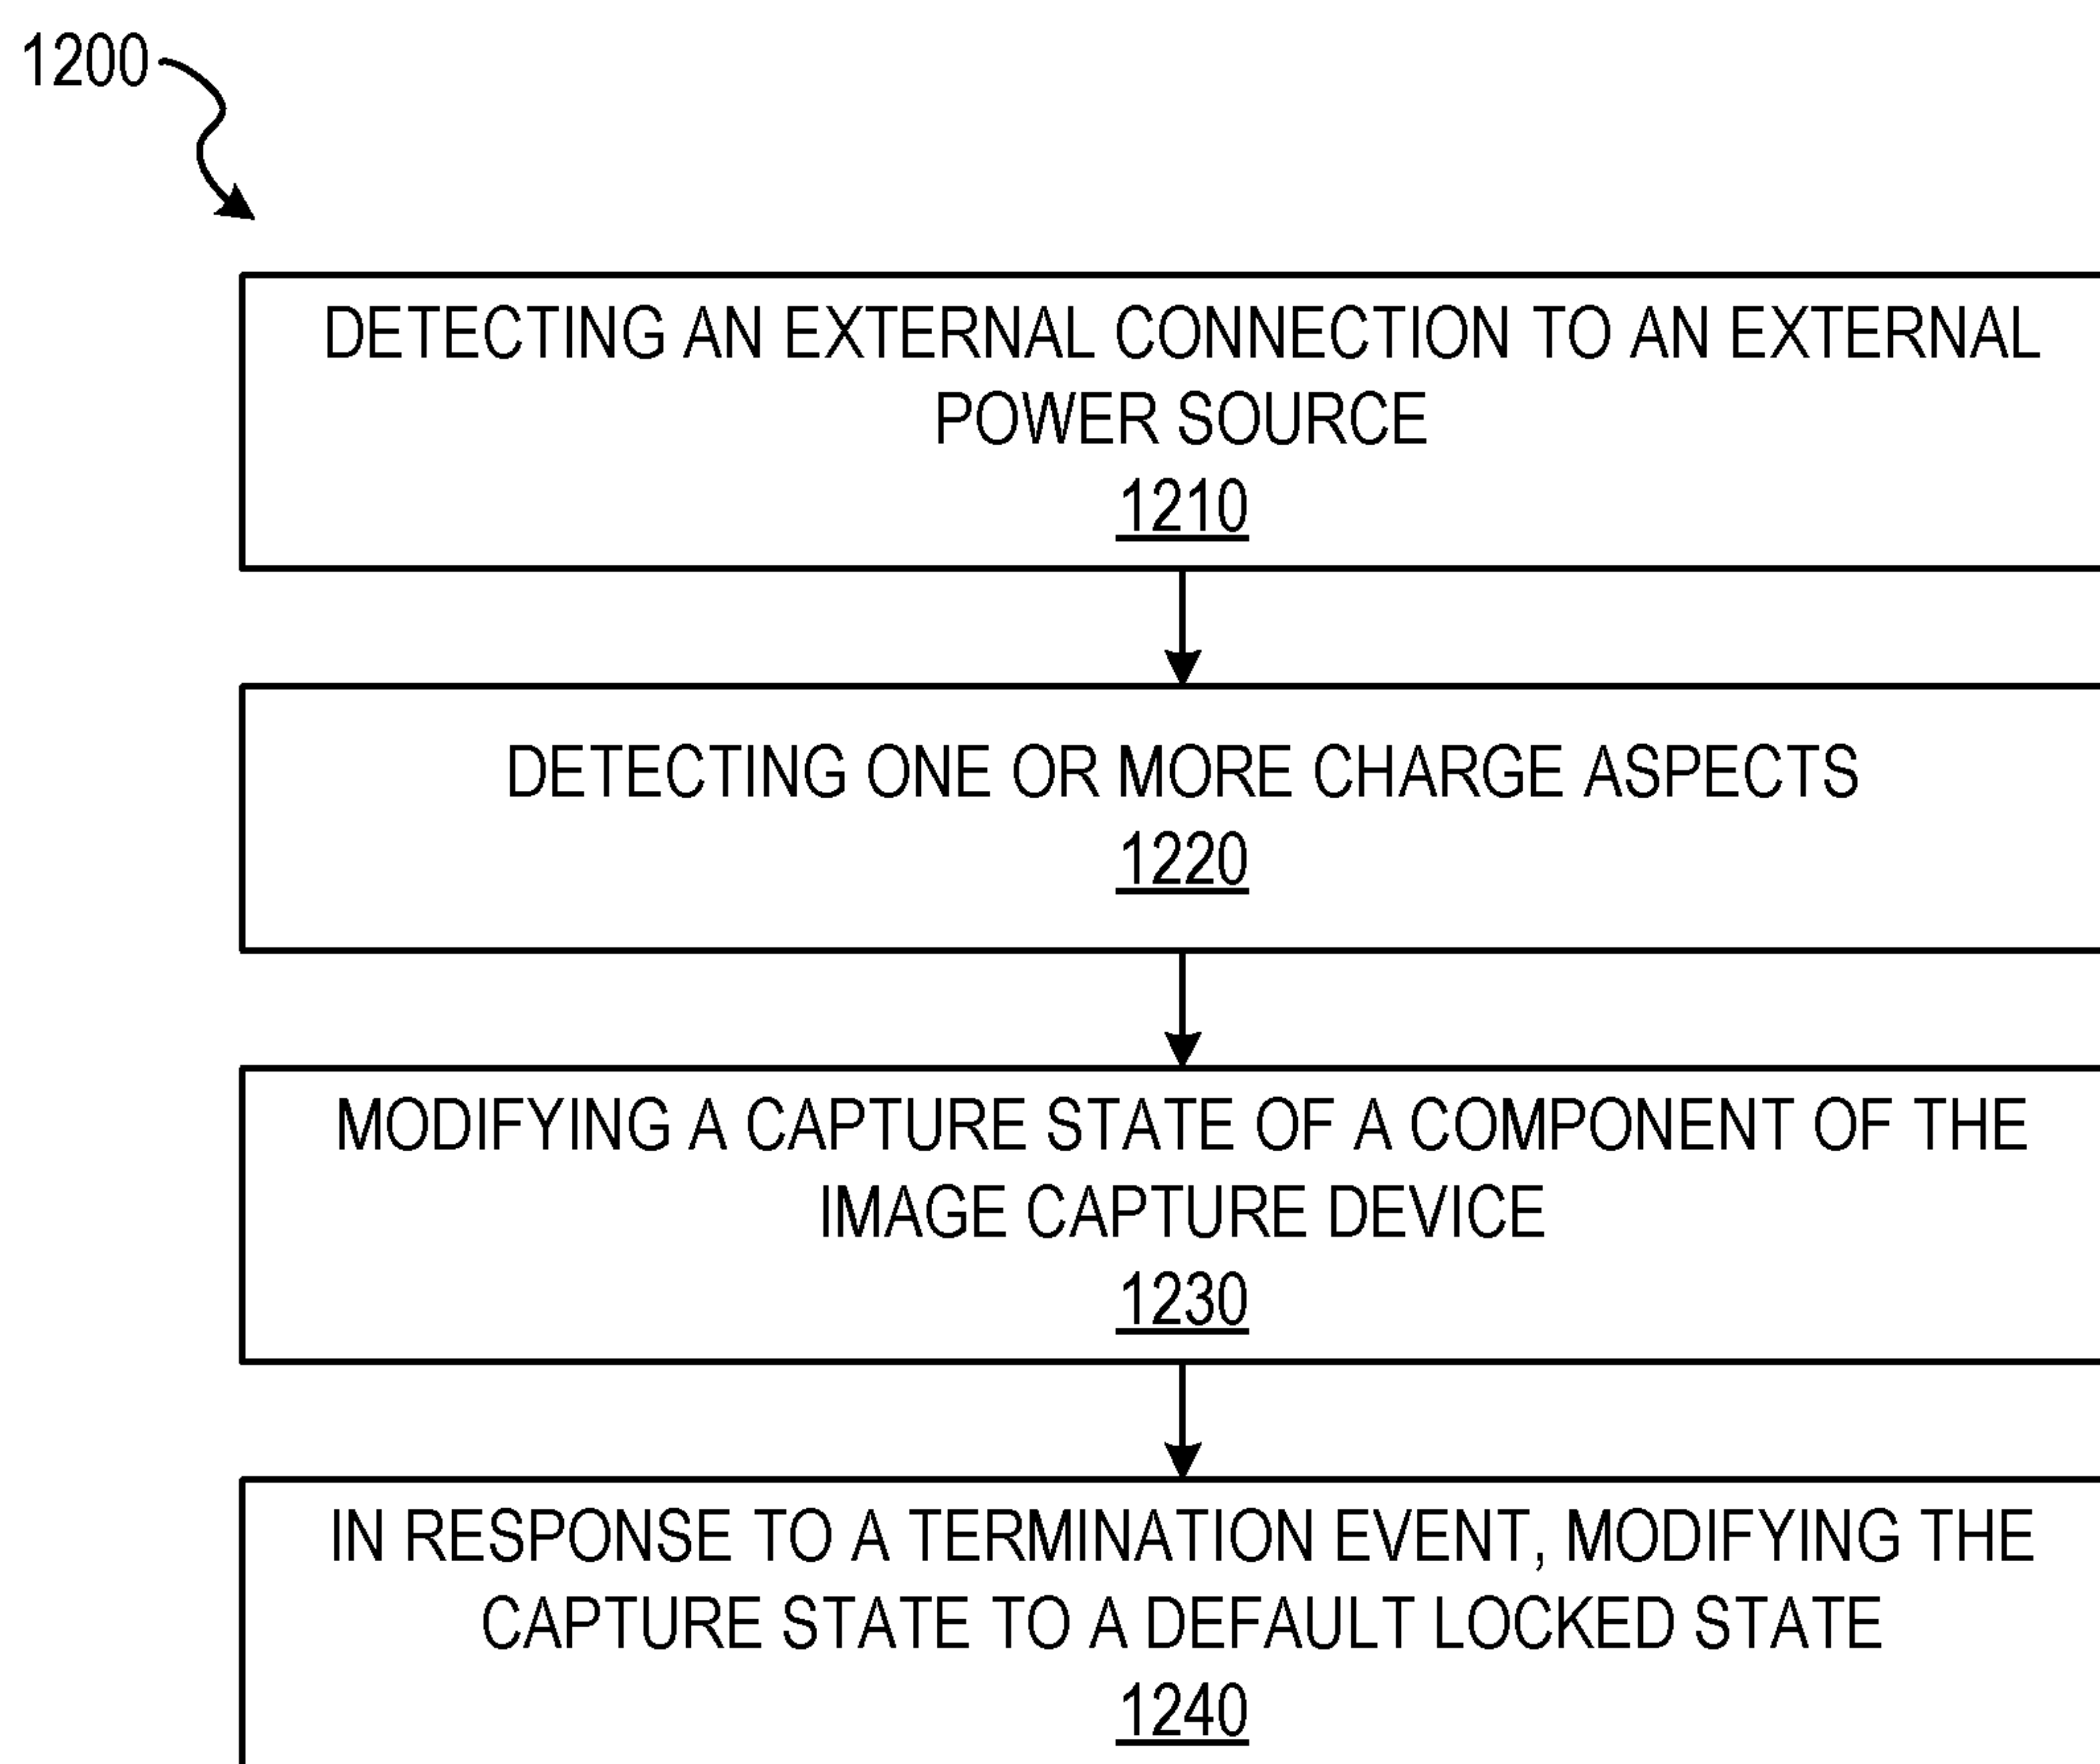 1200
DETECTING AN EXTERNAL CONNECTION TO AN EXTERNAL
POWER SOURCE
1210
DETECTING ONE OR MORE CHARGE ASPECTS
1220
MODIFYING A CAPTURE STATE OF A COMPONENT OF THE
IMAGE CAPTURE DEVICE
1230
IN RESPONSE TO A TERMINATION EVENT, MODIFYING THE
CAPTURE STATE TO A DEFAULT LOCKED STATE
1240